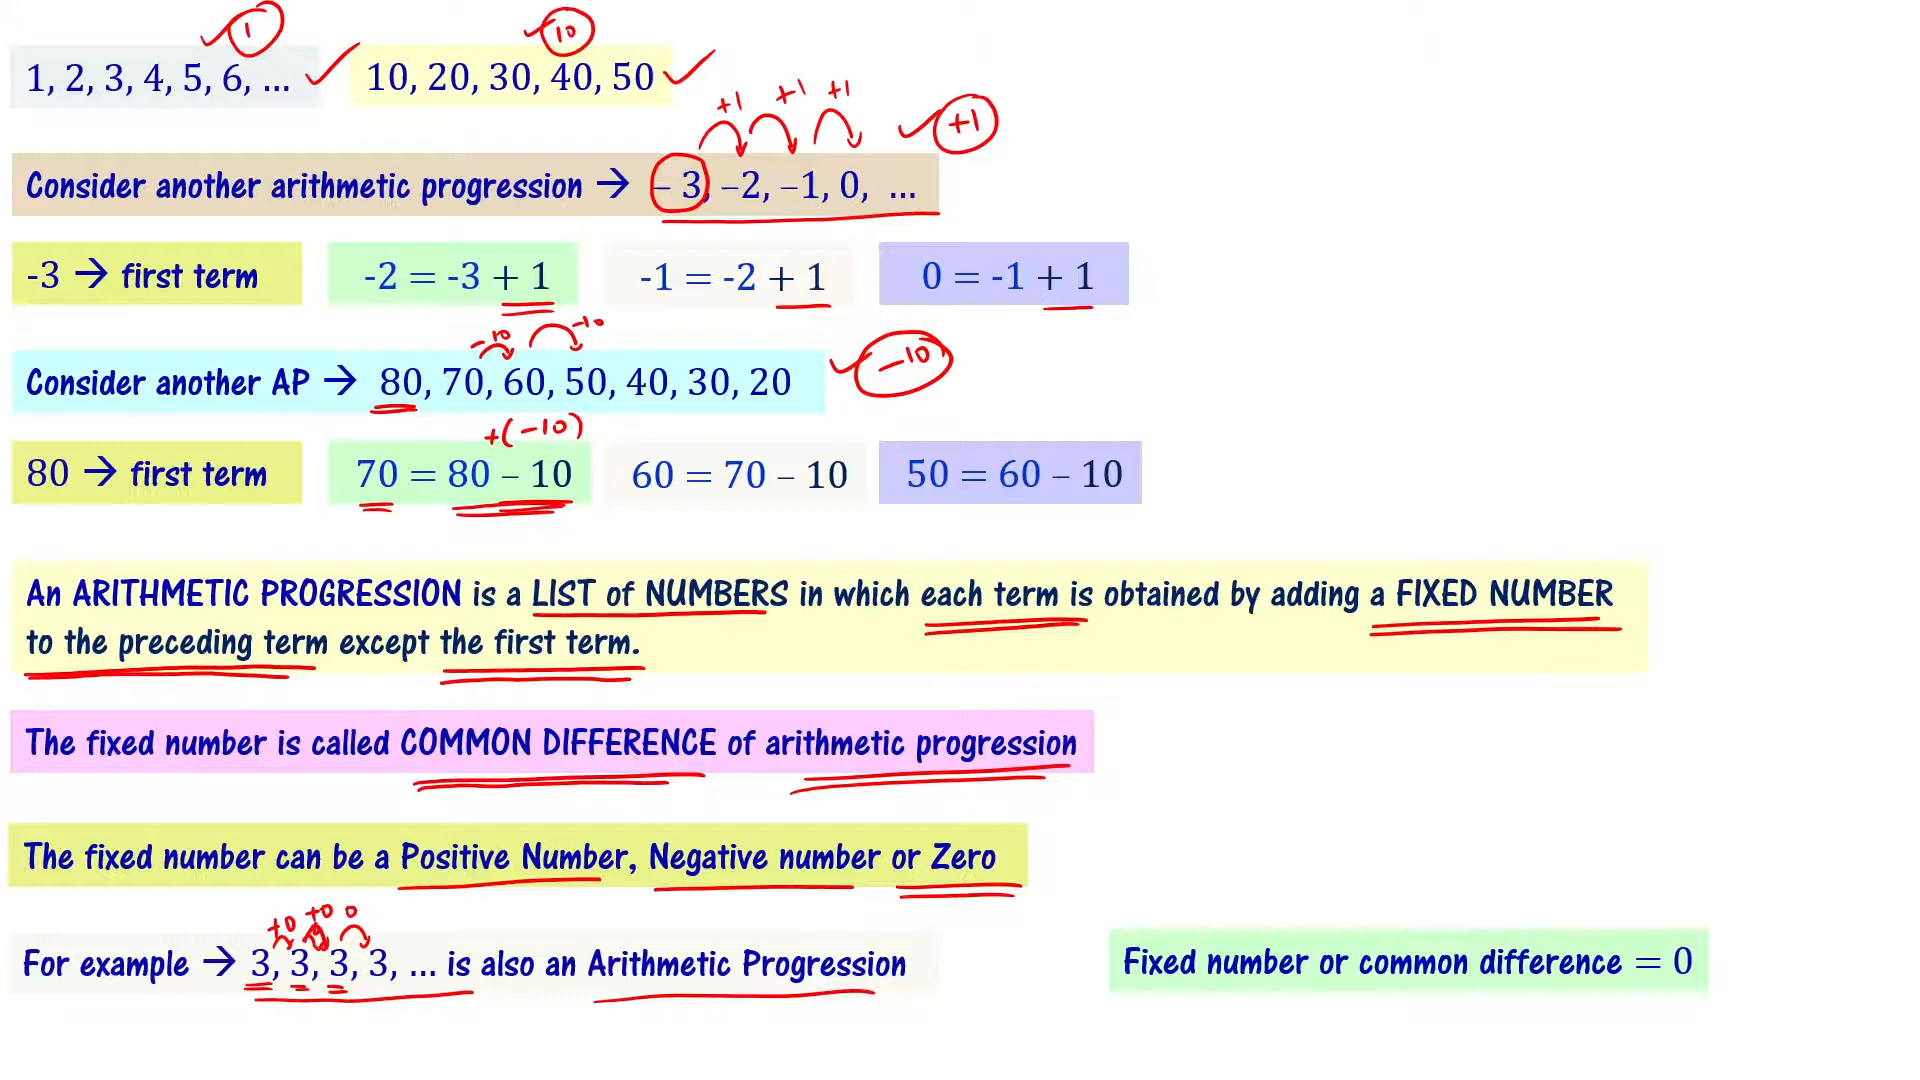 1
10
1, 2, 3, 4, 5, 6, ...
10, 20, 30, 40, 50
+1 +1 +1
+1
Consider another arithmetic progression → – 3, –2, –1, 0, ...
-3 → first term
-2 = -3 + 1
-1 = -2 + 1
0 = -1 + 1
-10 -10
-10
Consider another AP → 80, 70, 60, 50, 40, 30, 20
+(-10)
80 → first term
70 = 80 – 10
60 = 70 – 10
50 = 60 – 10
An ARITHMETIC PROGRESSION is a LIST of NUMBERS in which each term is obtained by adding a FIXED NUMBER
to the preceding term except the first term.
The fixed number is called COMMON DIFFERENCE of arithmetic progression
The fixed number can be a Positive Number, Negative number or Zero
+0 +0 0
For example → 3, 3, 3, 3, ... is also an Arithmetic Progression
Fixed number or common difference = 0